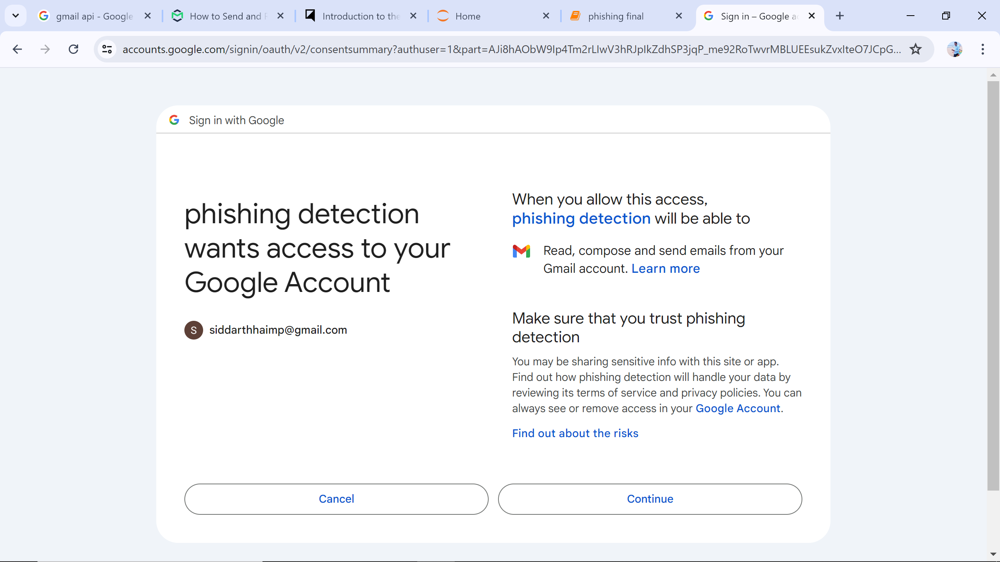 gmail api - Google
How to Send and
Introduction to the
Home
phishing final
Sign in – Google ac
accounts.google.com/signin/oauth/v2/consentsummary?authuser=1&part=AJi8hAObW9Ip4Tm2rLIwV3hRJpIkZdhSP3jqP_me92RoTwvrMBLUEEsukZvxIteO7JCpG...
Sign in with Google
phishing detection
wants access to your
Google Account
S siddarthhaimp@gmail.com
When you allow this access,
phishing detection will be able to
Read, compose and send emails from your
Gmail account. Learn more
Make sure that you trust phishing
detection
You may be sharing sensitive info with this site or app.
Find out how phishing detection will handle your data by
reviewing its terms of service and privacy policies. You can
always see or remove access in your Google Account.
Find out about the risks
Cancel
Continue